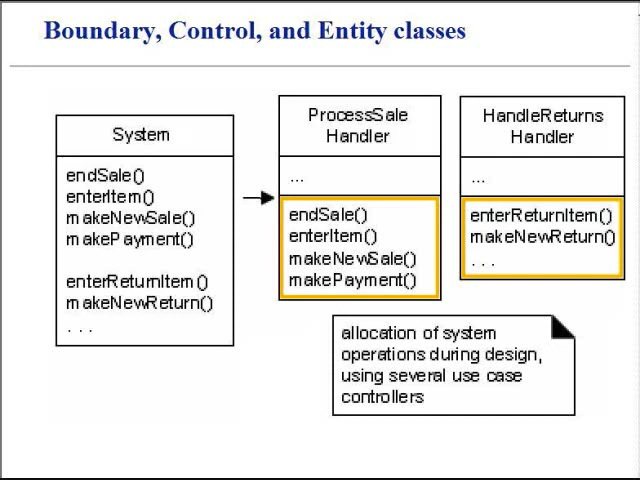 Boundary, Control, and Entity classes
System
endSale()
enterItem()
makeNewSale()
makePayment()
enterReturnItem()
makeNewReturn()
. . .
ProcessSale
Handler
...
endSale()
enterItem()
makeNewSale()
makePayment()
HandleReturns
Handler
...
enterReturnItem()
makeNewReturn()
. . .
allocation of system
operations during design,
using several use case
controllers